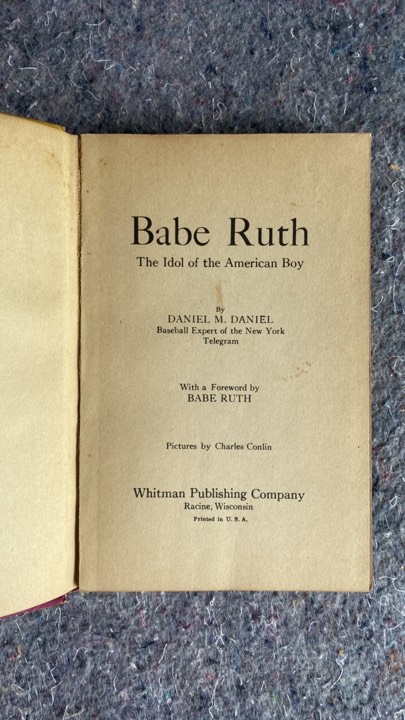 Babe Ruth
The Idol of the American Boy
By
DANIEL M. DANIEL
Baseball Expert of the New York
Telegram
With a Foreword by
BABE RUTH
Pictures by Charles Conlin
Whitman Publishing Company
Racine, Wisconsin
Printed in U. S. A.